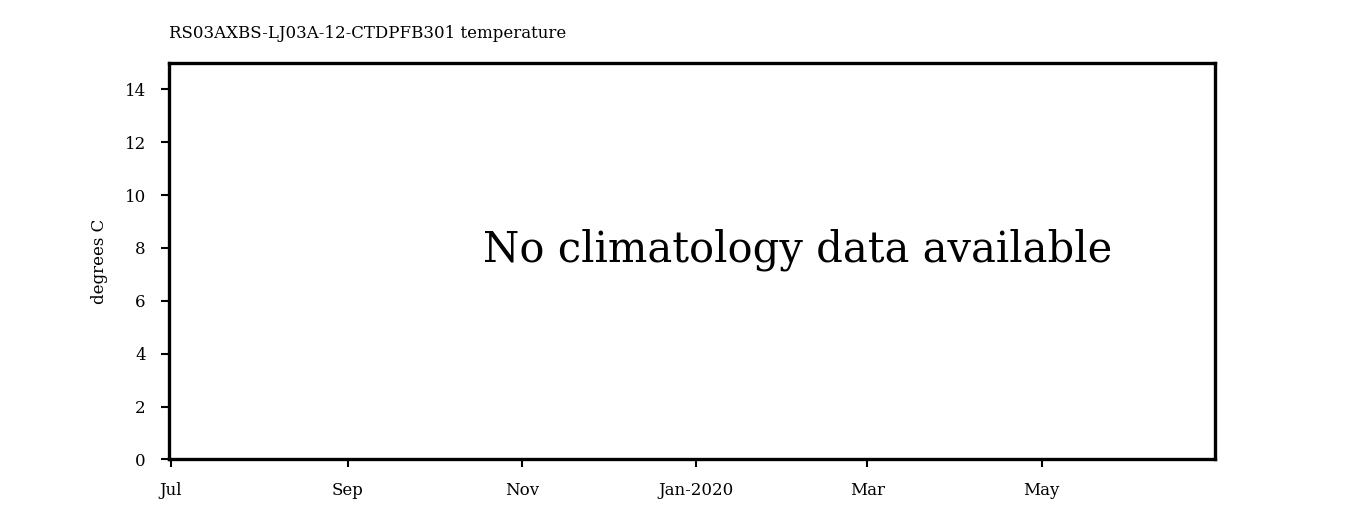 RS03AXBS-LJ03A-12-CTDPFB301 temperature
14
12
10
8
6
4
2
0
degrees C
No climatology data available
Jul
Sep
Nov
Jan-2020
Mar
May